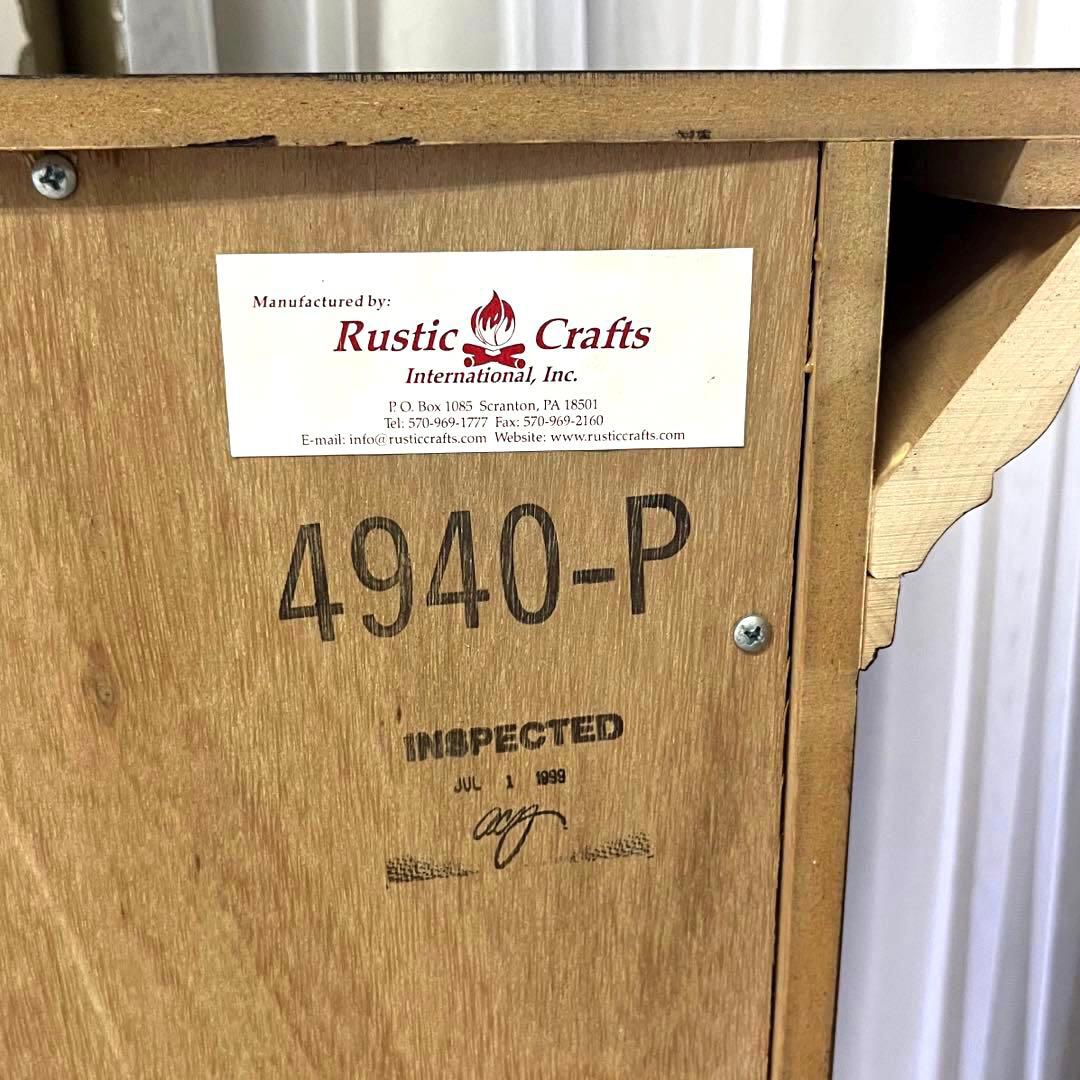 Manufactured by:
Rustic Crafts
International, Inc.
P. O. Box 1085 Scranton, PA 18501
Tel: 570-969-1777 Fax: 570-969-2160
E-mail: info@rusticcrafts.com Website: www.rusticcrafts.com
4940-P
INSPECTED
JUL 1 1999